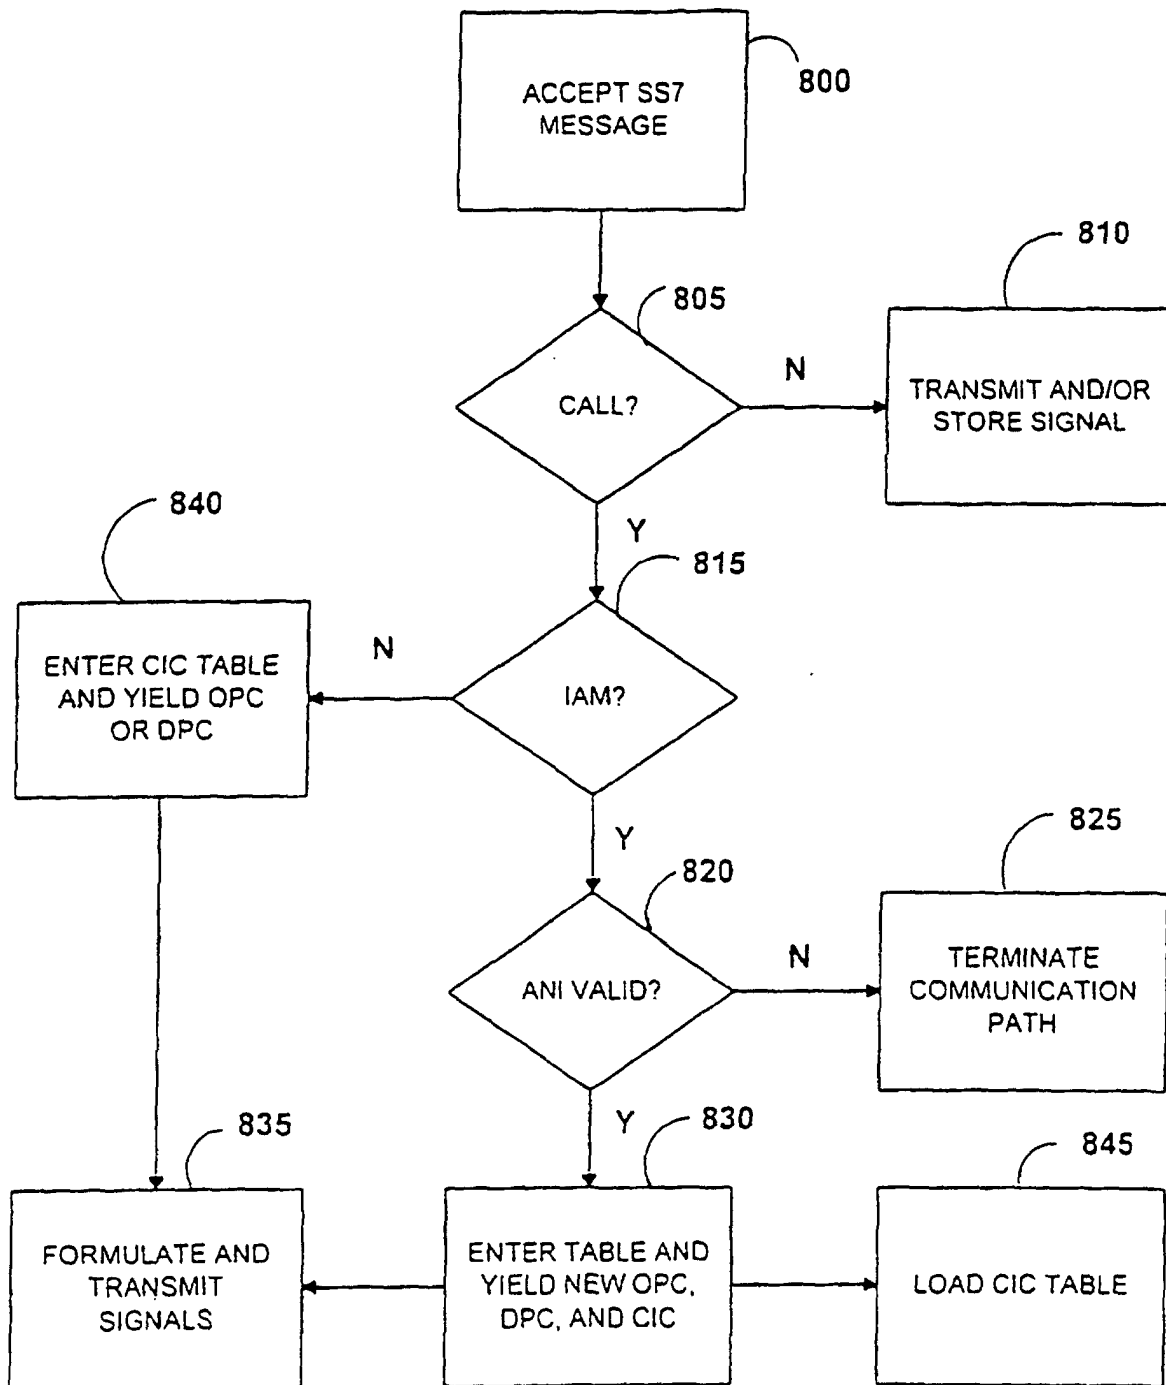 ACCEPT SS7
MESSAGE
800
805
CALL?
N
810
TRANSMIT AND/OR
STORE SIGNAL
Y
840
ENTER CIC TABLE
AND YIELD OPC
OR DPC
N
815
IAM?
Y
820
ANI VALID?
N
825
TERMINATE
COMMUNICATION
PATH
Y
835
FORMULATE AND
TRANSMIT
SIGNALS
830
ENTER TABLE AND
YIELD NEW OPC,
DPC, AND CIC
845
LOAD CIC TABLE